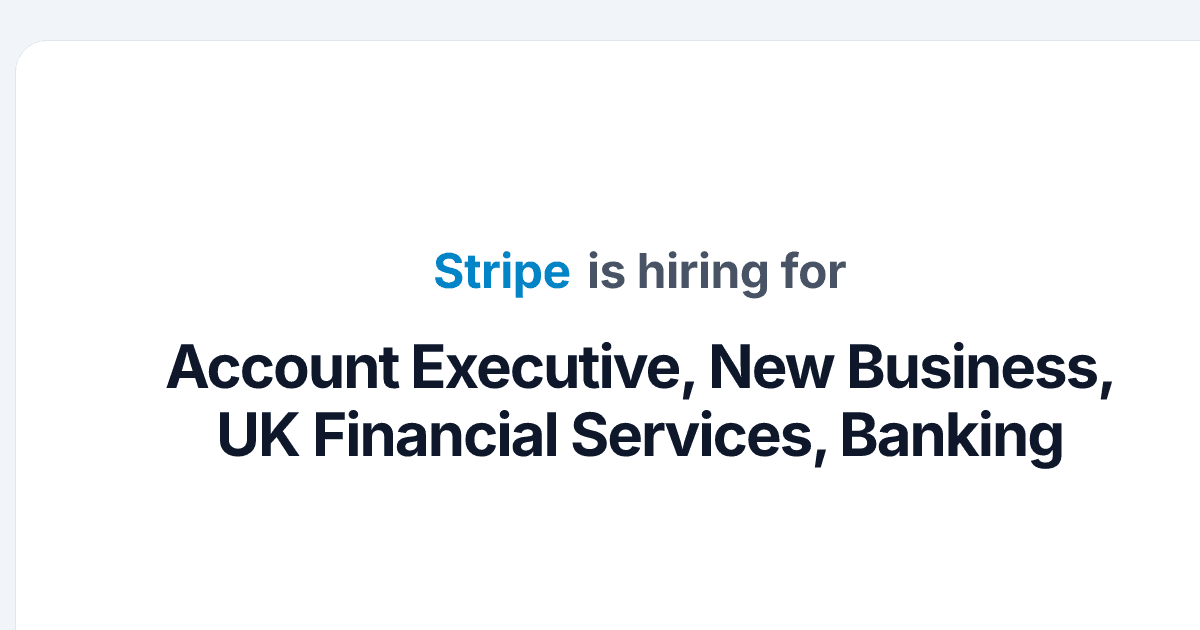 Stripe is hiring for
Account Executive, New Business,
UK Financial Services, Banking